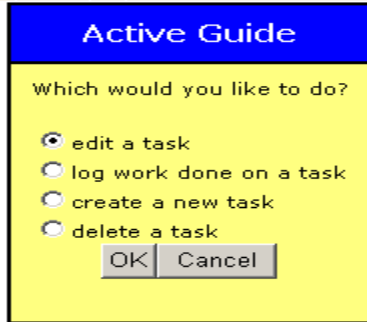 Active Guide
Which would you like to do?
edit a task
log work done on a task
create a new task
delete a task
OK Cancel